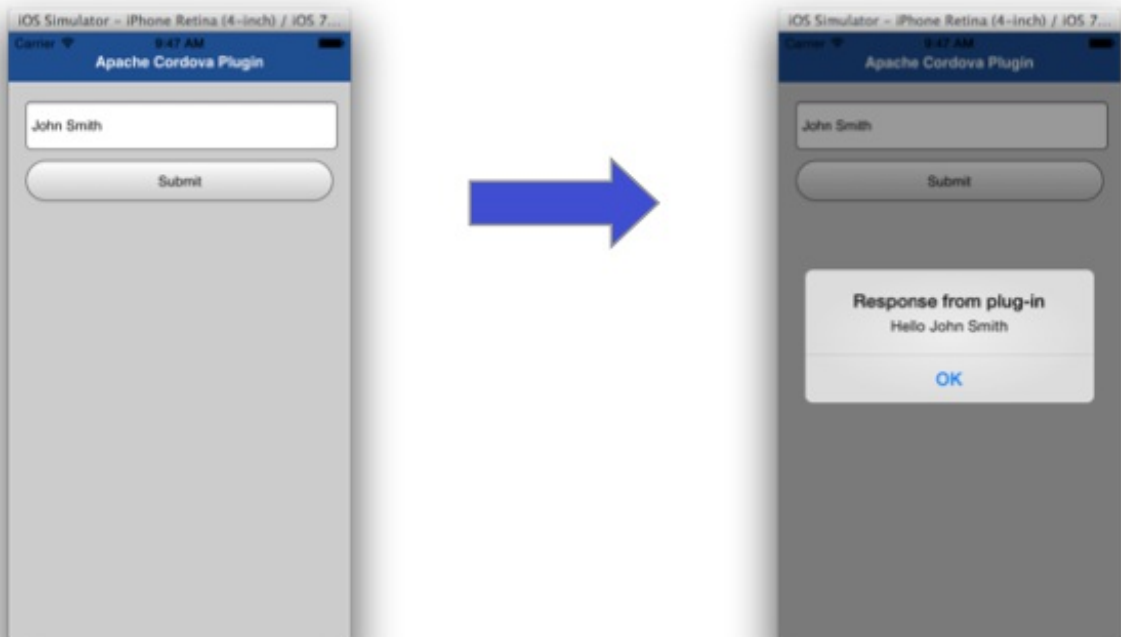 iOS Simulator - iPhone Retina (4-inch) / iOS 7...
Carrier 9:47 AM
Apache Cordova Plugin
John Smith
Submit
iOS Simulator - iPhone Retina (4-inch) / iOS 7...
Carrier 9:47 AM
Apache Cordova Plugin
John Smith
Submit
Response from plug-in
Hello John Smith
OK